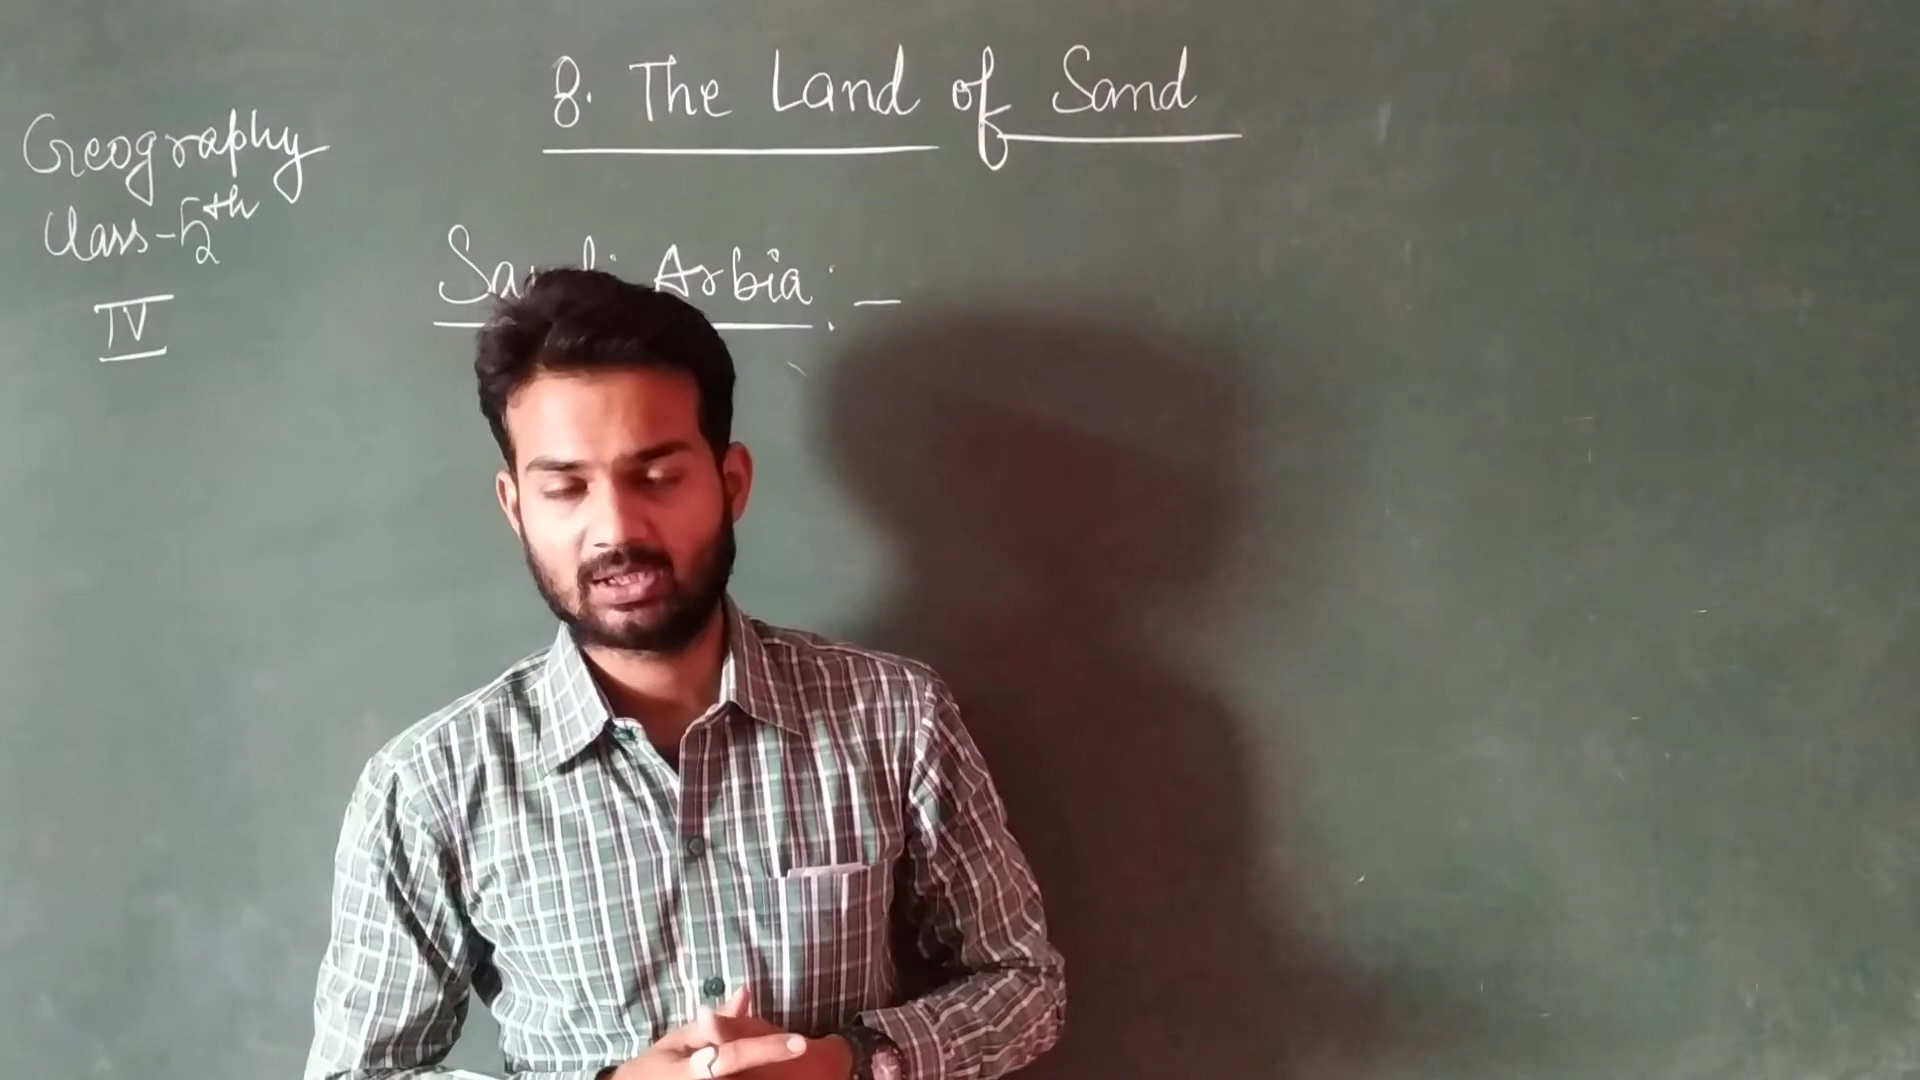 8. The Land of Sand
Geography
Class-5th
IV
Arbia:-